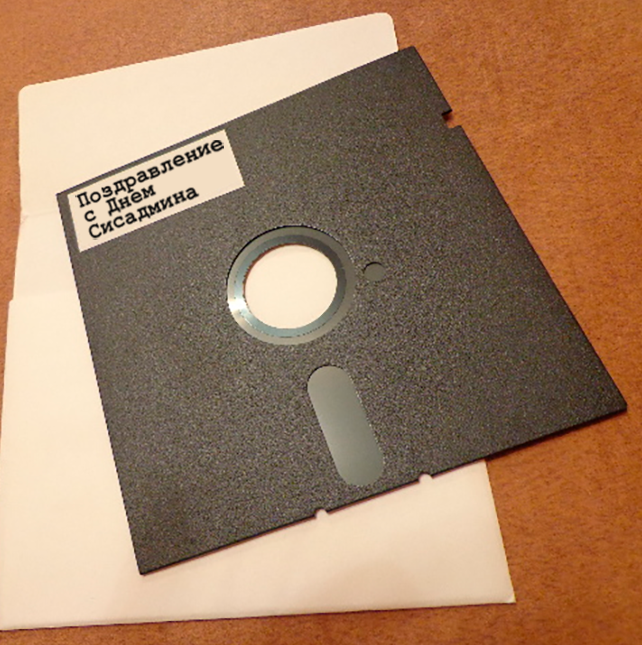 Поздравление
с Днем
Сисадмина